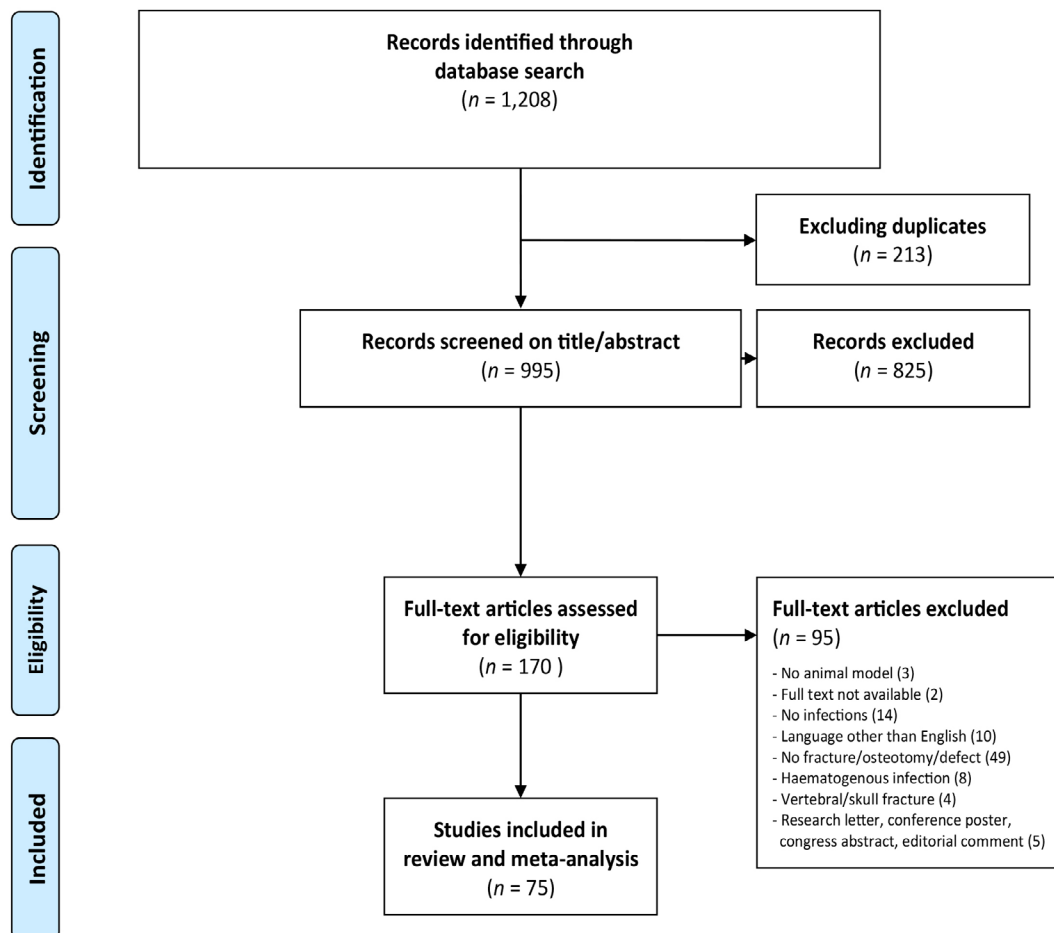 Identification
Records identified through
database search
(n = 1,208)
Excluding duplicates
(n = 213)
Screening
Records screened on title/abstract
(n = 995)
Records excluded
(n = 825)
Eligibility
Full-text articles assessed
for eligibility
(n = 170 )
Full-text articles excluded
(n = 95)
- No animal model (3)
- Full text not available (2)
- No infections (14)
- Language other than English (10)
- No fracture/osteotomy/defect (49)
- Haematogenous infection (8)
- Vertebral/skull fracture (4)
- Research letter, conference poster,
congress abstract, editorial comment (5)
Included
Studies included in
review and meta-analysis
(n = 75)